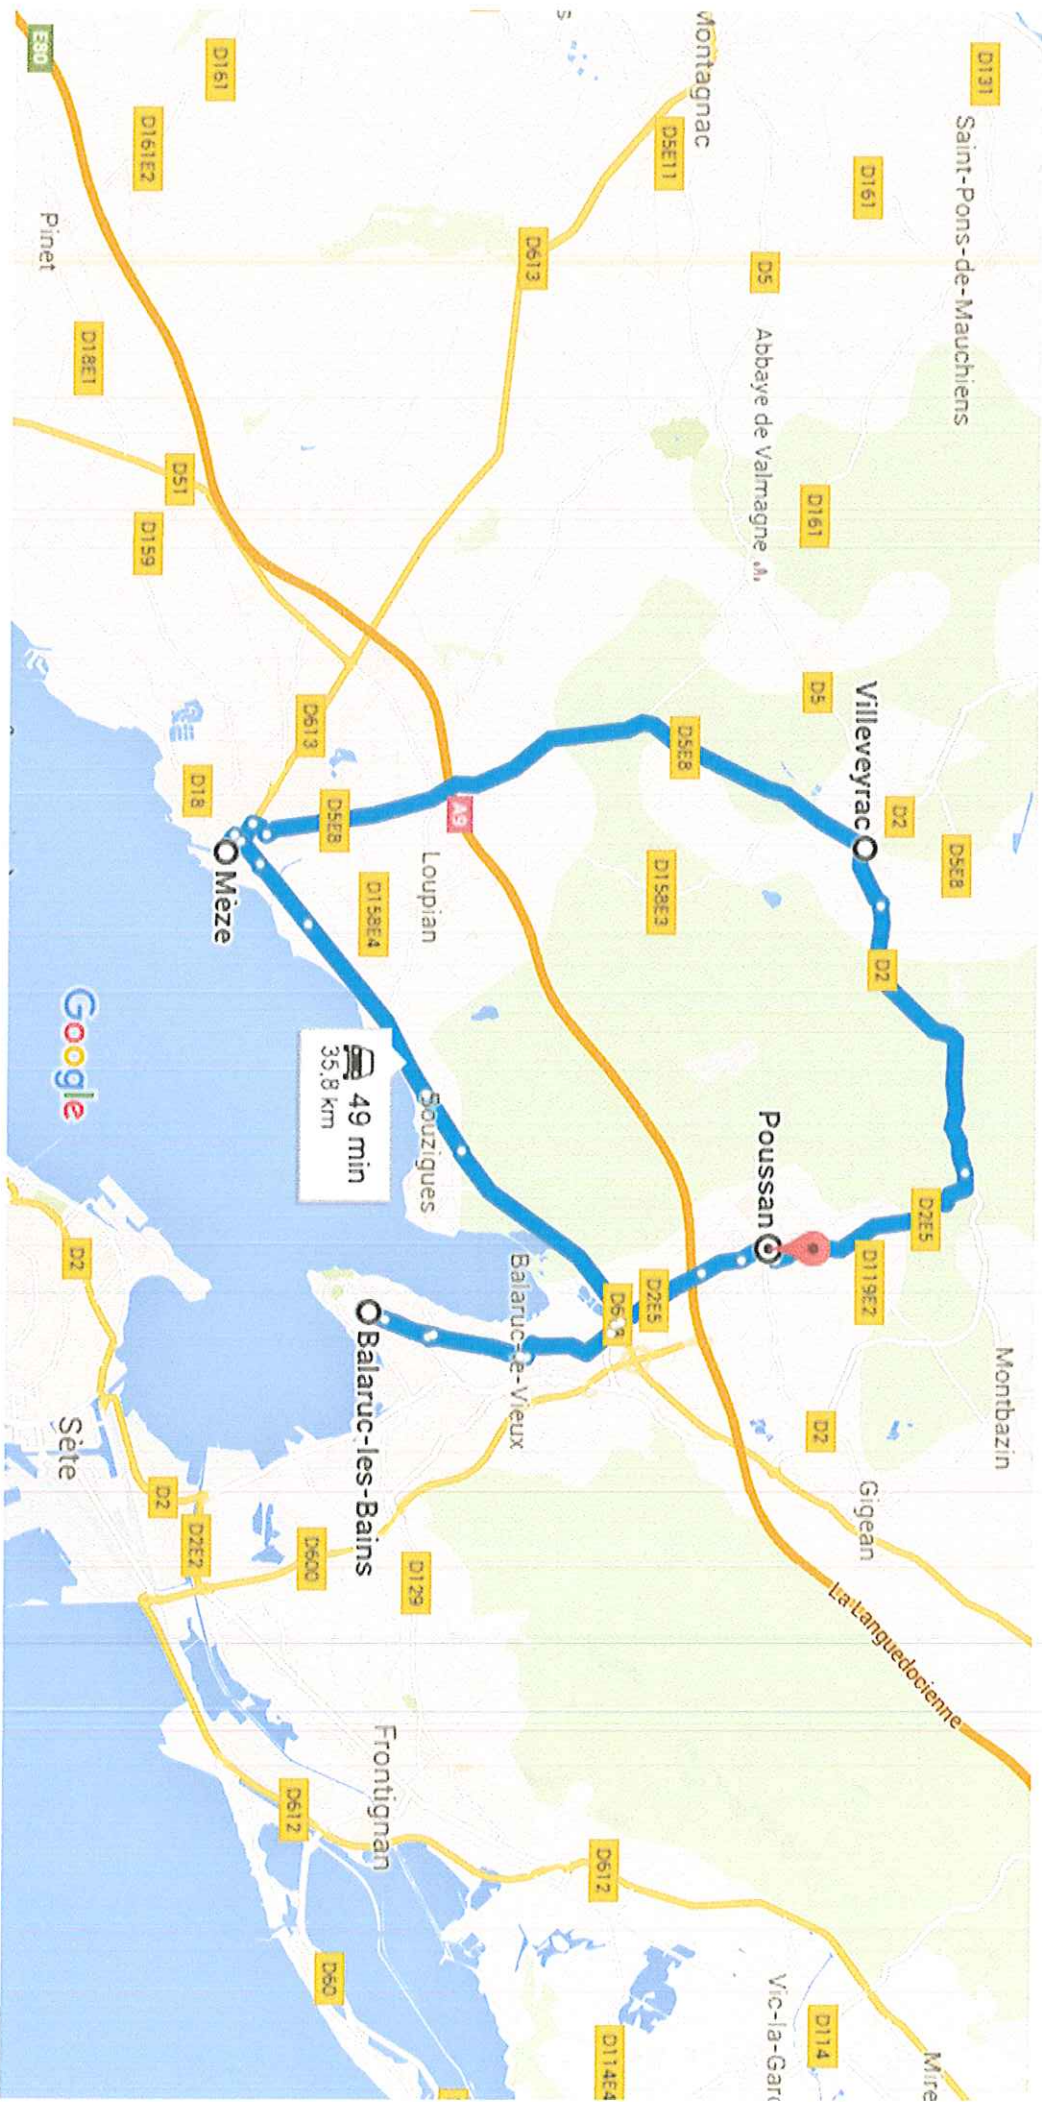 Montbazin
D131
Saint-Pons-de-Mauchiens
D5E8
La Languedocienne
Mire
D2E5
D2
D161
Villeveyrac
D2
D119E2
Gigean
D5
D161
D5
D2
D114
Abbaye de Valmagne
Poussan
Vic-la-Gard
Montagnac
D5E11
D5E8
D158E3
D2E5
D613
D612
D114E4
D613
Balaruc-le-Vieux
A9
Loupian
Bouzigues
D129
D158E4
Balaruc-les-Bains
Frontignan
49 min
35.8 km
D5E8
D613
D600
D60
D612
Mèze
D18
D2E2
D161
D51
D2
D161E2
D159
D18E1
Google
D2
Sète
Pinet
E80